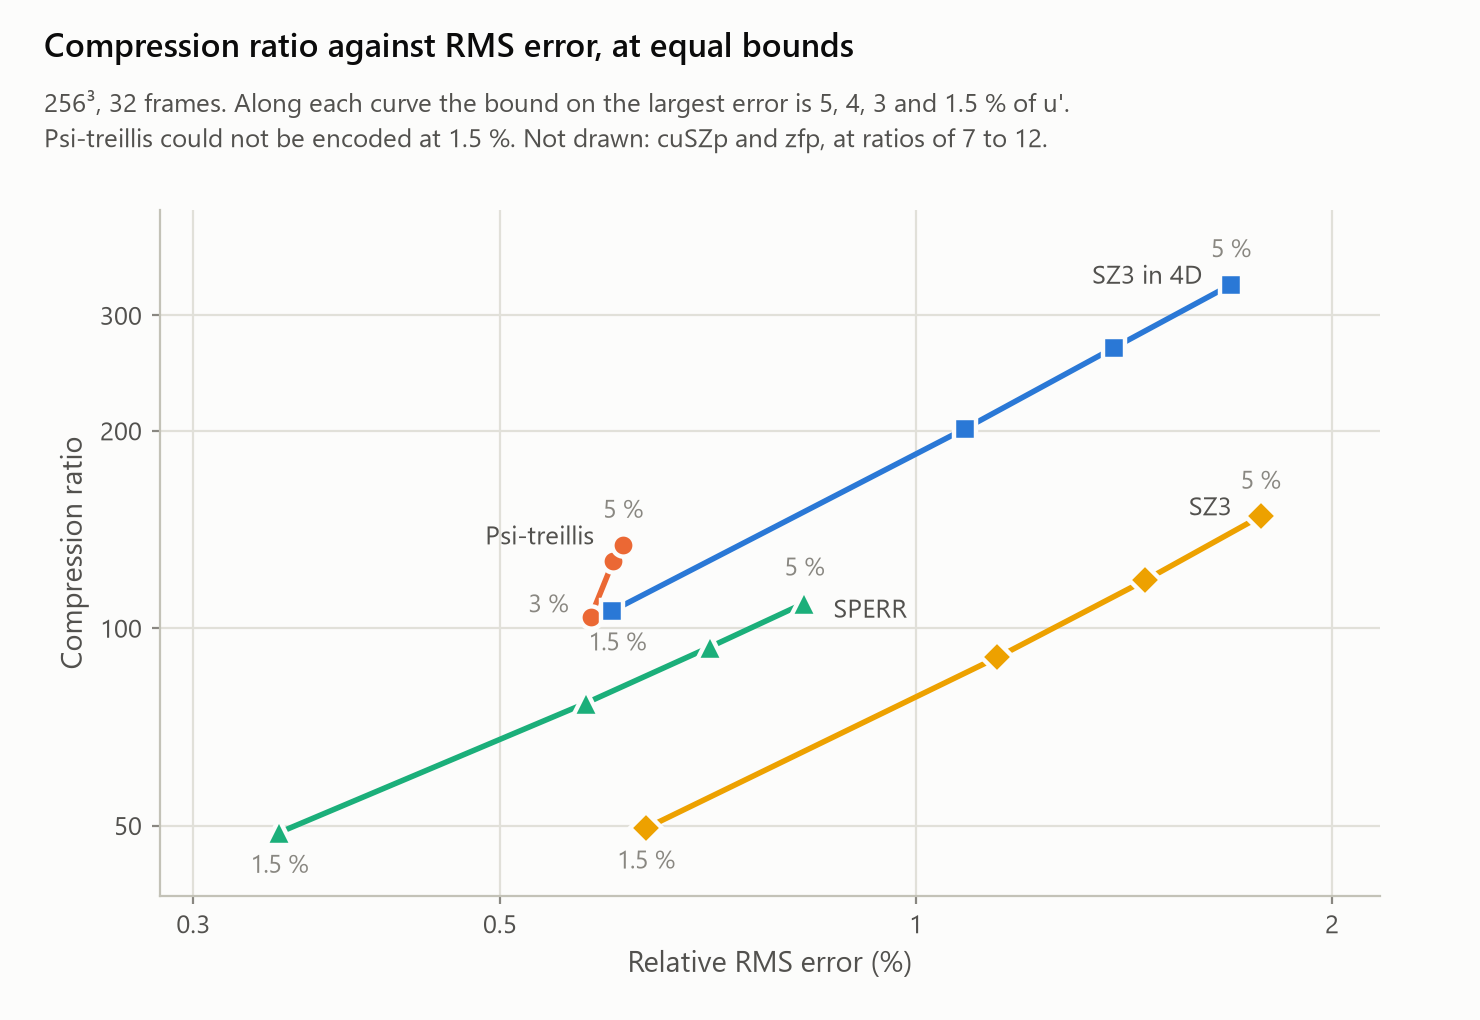 Compression ratio against RMS error, at equal bounds
256³, 32 frames. Along each curve the bound on the largest error is 5, 4, 3 and 1.5 % of u'.
Psi-treillis could not be encoded at 1.5 %. Not drawn: cuSZp and zfp, at ratios of 7 to 12.
5 %
SZ3 in 4D
300
200
5 %
SZ3
5 %
Psi-treillis
5 %
3 %
SPERR
100
1.5 %
50
1.5 %
1.5 %
Compression ratio
0.3
0.5
1
2
Relative RMS error (%)